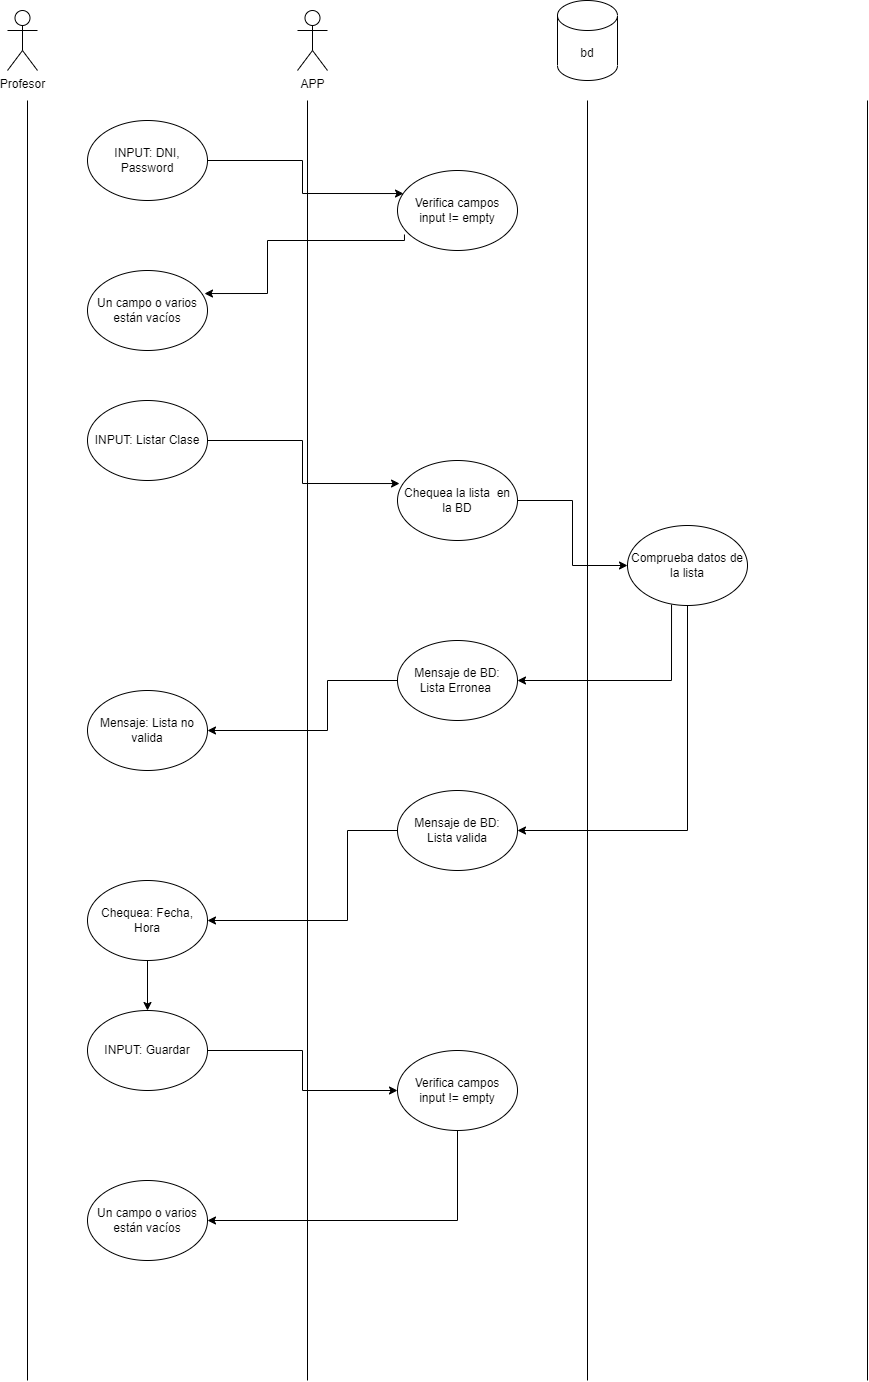 Profesor
APP
bd
INPUT: DNI,
Password
Verifica campos
input != empty
Un campo o varios
están vacíos
INPUT: Listar Clase
Chequea la lista  en
la BD
Comprueba datos de
la lista
Mensaje de BD:
Lista Erronea
Mensaje: Lista no
valida
Mensaje de BD:
Lista valida
Chequea: Fecha,
Hora
INPUT: Guardar
Verifica campos
input != empty
Un campo o varios
están vacíos